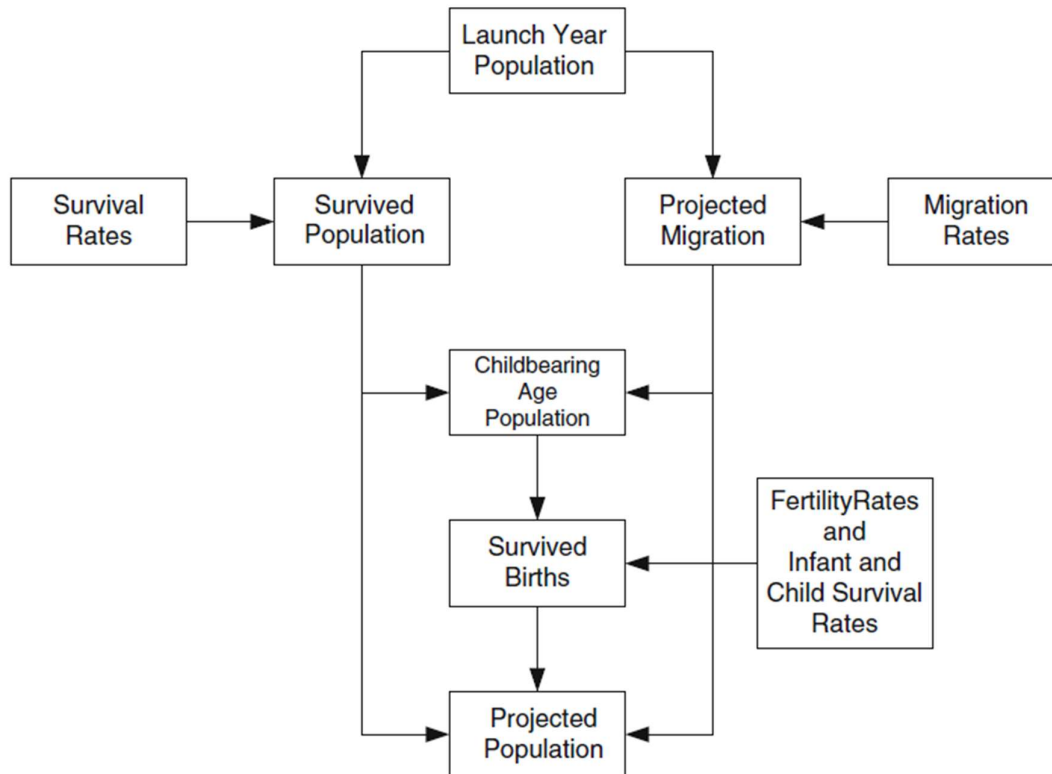 Launch Year
Population
Survival
Rates
Survived
Population
Projected
Migration
Migration
Rates
Childbearing
Age
Population
FertilityRates
and
Infant and
Child Survival
Rates
Survived
Births
Projected
Population